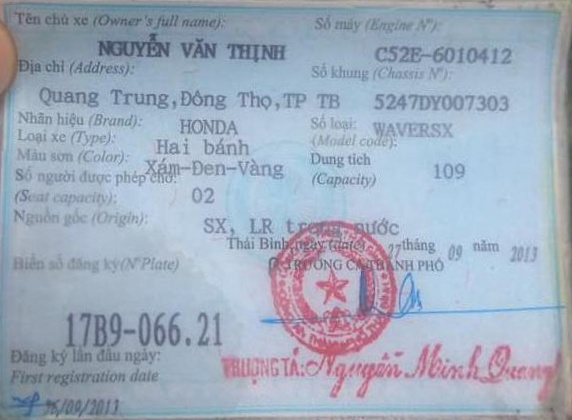 Tên chủ xe (Owner's full name): Số máy (Engine Nº):
NGUYỄN VĂN THỊNH C52E-6010412
Địa chỉ (Address): Số khung (Chassis Nº):
Quang Trung,Đông Thọ,TP TB 5247DY007303
Nhãn hiệu (Brand): HONDA Số loại: WAVERSX
Loại xe (Type): Hai bánh (Model code):
Màu sơn (Color): Xám-Đen-Vàng Dung tích
Số người được phép chở: (Capacity) 109
(Seat capacity): 02
Nguồn gốc (Origin): SX, LR trong nước
Thái Bình,ngày (date) 27 tháng 09 năm 2013
Biển số đăng ký(NºPlate) TRƯỞNG CA THÀNH PHỐ
17B9-066.21
Đăng ký lần đầu ngày: THƯỢNG TÁ: Nguyễn Minh Quang
First registration date
/09/2013